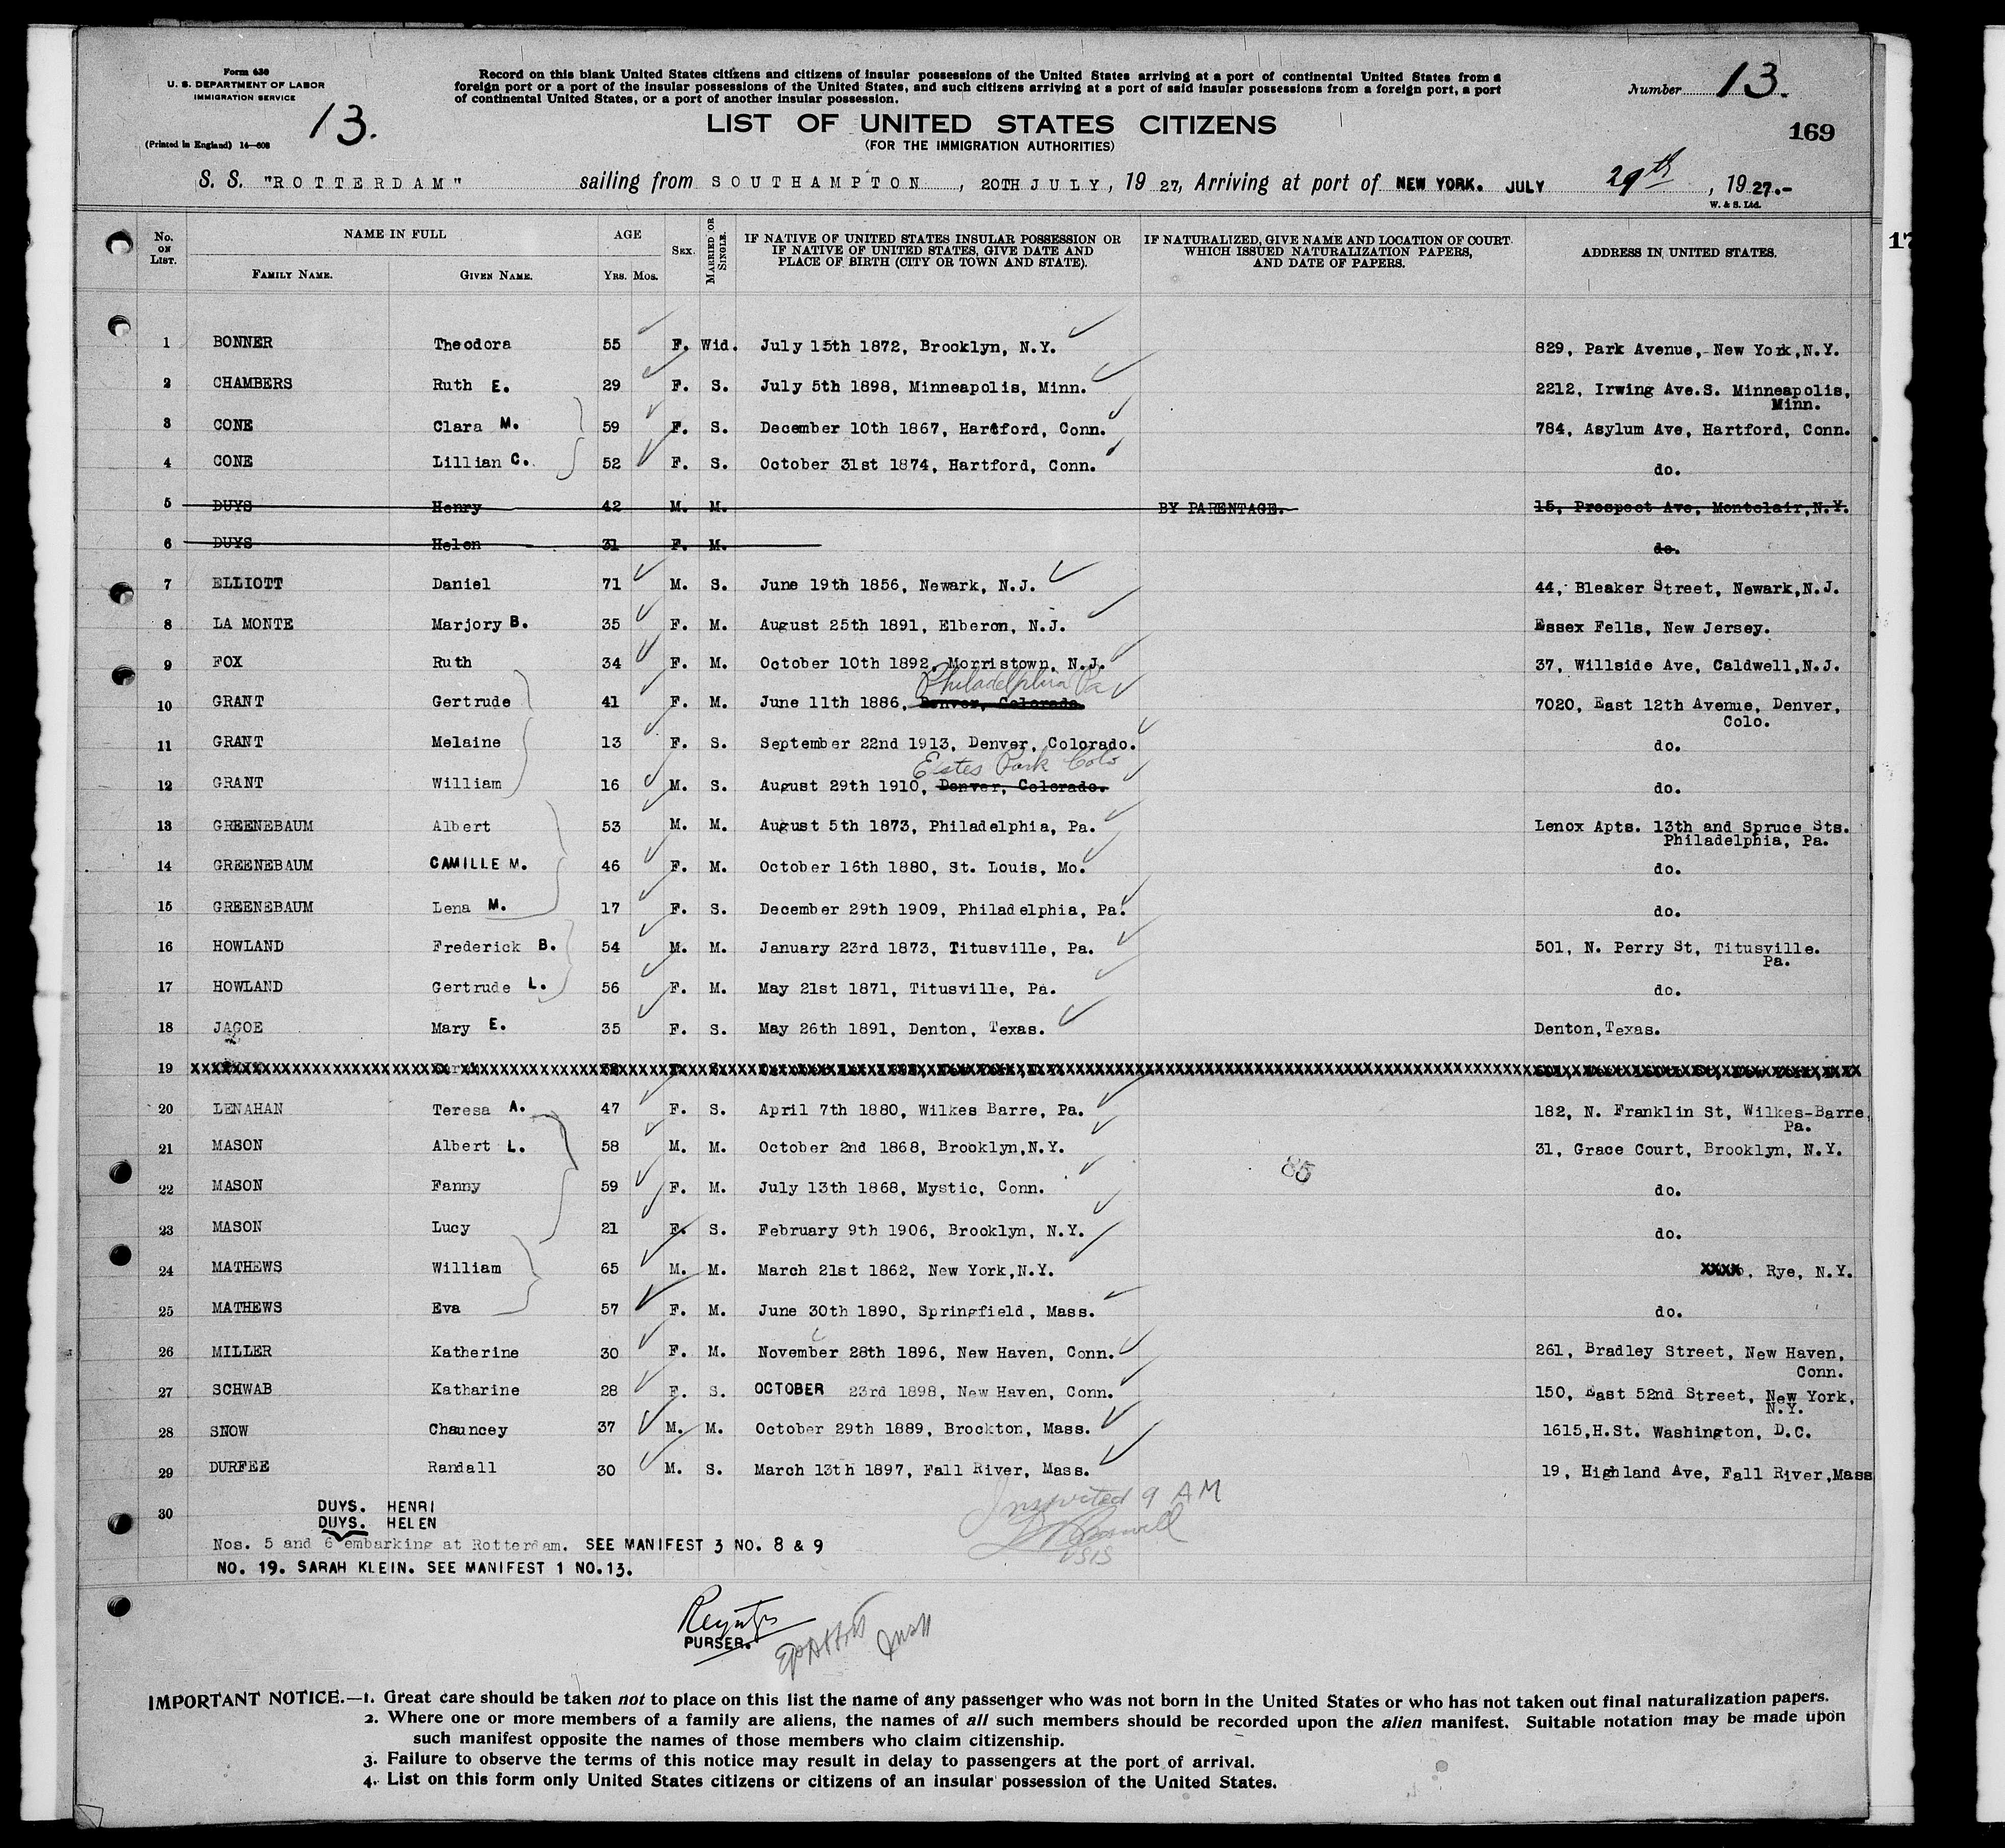 Form 630
U. S. DEPARTMENT OF LABOR
IMMIGRATION SERVICE
(Printed in England) 14—608
13.
Record on this blank United States citizens and citizens of insular possessions of the United States arriving at a port of continental United States from a
foreign port or a port of the insular possessions of the United States, and such citizens arriving at a port of said insular possessions from a foreign port, a port
of continental United States, or a port of another insular possession.
Number 13.
LIST OF UNITED STATES CITIZENS
(FOR THE IMMIGRATION AUTHORITIES)
169
S. S. "ROTTERDAM" sailing from SOUTHAMPTON, 20TH JULY, 19 27, Arriving at port of NEW YORK. JULY 29th, 19 27.-
W. & S. Ltd.
17
No. ON LIST. NAME IN FULL AGE SEX. MARRIED OR SINGLE. IF NATIVE OF UNITED STATES INSULAR POSSESSION OR IF NATIVE OF UNITED STATES, GIVE DATE AND PLACE OF BIRTH (CITY OR TOWN AND STATE). IF NATURALIZED, GIVE NAME AND LOCATION OF COURT WHICH ISSUED NATURALIZATION PAPERS, AND DATE OF PAPERS. ADDRESS IN UNITED STATES.
FAMILY NAME. GIVEN NAME. YRS. MOS.
1 BONNER Theodora 55 F. Wid. July 15th 1872, Brooklyn, N.Y. 829, Park Avenue, New York,N.Y.
2 CHAMBERS Ruth E. 29 F. S. July 5th 1898, Minneapolis, Minn. 2212, Irwing Ave.S. Minneapolis,
Minn.
3 CONE Clara M. 59 F. S. December 10th 1867, Hartford, Conn. 784, Asylum Ave, Hartford, Conn.
4 CONE Lillian C. 52 F. S. October 31st 1874, Hartford, Conn. do.
5 DUYS Henry 42 M. M. BY PARENTAGE. 15, Prospect Ave, Montclair,N.Y.
6 DUYS Helen 31 F. M. do.
7 ELLIOTT Daniel 71 M. S. June 19th 1856, Newark, N.J. 44, Bleaker Street, Newark,N.J.
8 LA MONTE Marjory B. 35 F. M. August 25th 1891, Elberon, N.J. Essex Fells, New Jersey.
9 FOX Ruth 34 F. M. October 10th 1892, Morristown, N.J. 37, Willside Ave, Caldwell,N.J.
Philadelphia Pa
10 GRANT Gertrude 41 F. M. June 11th 1886, Denver, Colorado. 7020, East 12th Avenue, Denver,
Colo.
11 GRANT Melaine 13 F. S. September 22nd 1913, Denver, Colorado. do.
Estes Park Colo
12 GRANT William 16 M. S. August 29th 1910, Denver, Colorado. do.
13 GREENEBAUM Albert 53 M. M. August 5th 1873, Philadelphia, Pa. Lenox Apts. 13th and Spruce Sts.
Philadelphia, Pa.
14 GREENEBAUM CAMILLE M. 46 F. M. October 16th 1880, St. Louis, Mo. do.
15 GREENEBAUM Lena M. 17 F. S. December 29th 1909, Philadelphia, Pa. do.
16 HOWLAND Frederick B. 54 M. M. January 23rd 1873, Titusville, Pa. 501, N. Perry St, Titusville.
Pa.
17 HOWLAND Gertrude L. 56 F. M. May 21st 1871, Titusville, Pa. do.
18 JAGOE Mary E. 35 F. S. May 26th 1891, Denton, Texas. Denton,Texas.
19
20 LENAHAN Teresa A. 47 F. S. April 7th 1880, Wilkes Barre, Pa. 182, N. Franklin St, Wilkes-Barre,
Pa.
21 MASON Albert L. 58 M. M. October 2nd 1868, Brooklyn,N.Y. 31, Grace Court, Brooklyn, N.Y.
85
22 MASON Fanny 59 F. M. July 13th 1868, Mystic, Conn. do.
23 MASON Lucy 21 F. S. February 9th 1906, Brooklyn, N.Y. do.
24 MATHEWS William 65 M. M. March 21st 1862, New York,N.Y. Rye, N.Y.
25 MATHEWS Eva 57 F. M. June 30th 1890, Springfield, Mass. do.
26 MILLER Katherine 30 F. M. November 28th 1896, New Haven, Conn. 261, Bradley Street, New Haven,
Conn.
27 SCHWAB Katharine 28 F. S. OCTOBER 23rd 1898, New Haven, Conn. 150, East 52nd Street, New York,
N.Y.
28 SNOW Chauncey 37 M. M. October 29th 1889, Brockton, Mass. 1615,H.St. Washington, D.C.
29 DURFEE Randall 30 M. S. March 13th 1897, Fall River, Mass. 19, Highland Ave, Fall River,Mass
30 DUYS. HENRI
DUYS. HELEN
Inspected 9 AM
Nos. 5 and 6 embarking at Rotterdam. SEE MANIFEST 3 NO. 8 & 9
USIS
NO. 19. SARAH KLEIN. SEE MANIFEST 1 NO.13.
PURSER.
IMPORTANT NOTICE.—1. Great care should be taken not to place on this list the name of any passenger who was not born in the United States or who has not taken out final naturalization papers.
2. Where one or more members of a family are aliens, the names of all such members should be recorded upon the alien manifest. Suitable notation may be made upon
such manifest opposite the names of those members who claim citizenship.
3. Failure to observe the terms of this notice may result in delay to passengers at the port of arrival.
4. List on this form only United States citizens or citizens of an insular possession of the United States.